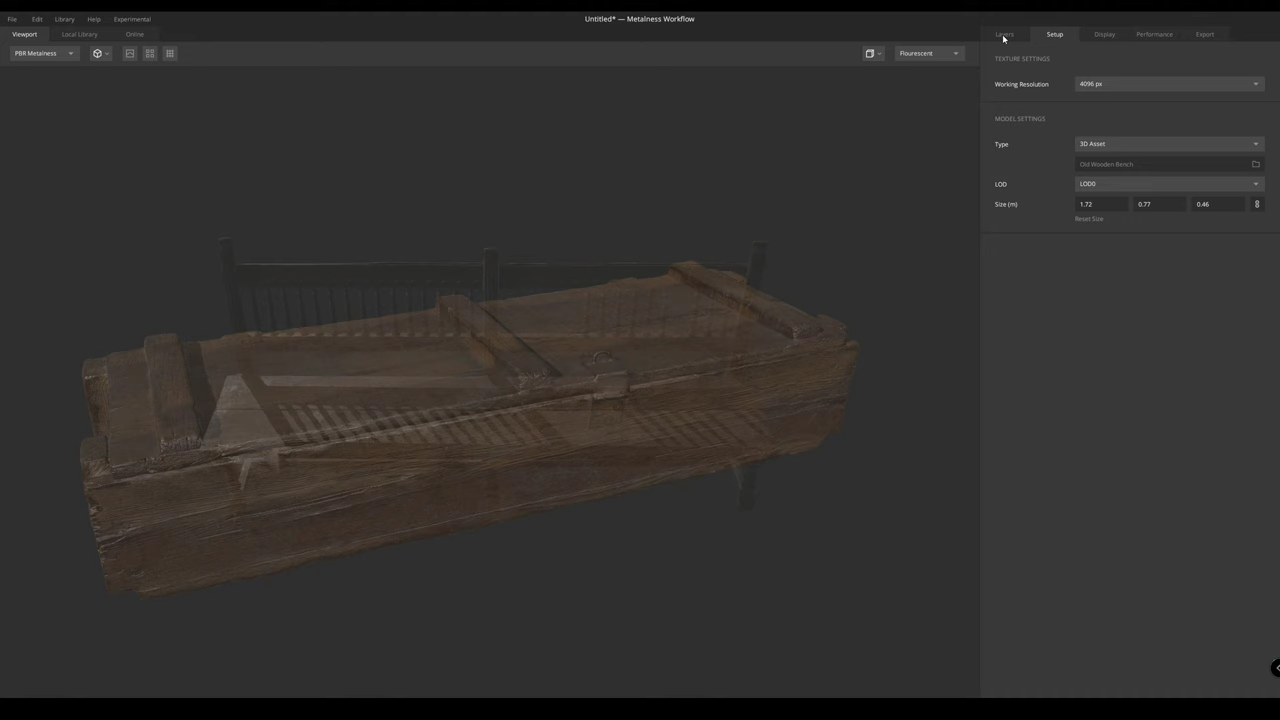 File Edit Library Help Experimental
Untitled* — Metalness Workflow
Viewport Local Library Online
Layers Setup Display Performance Export
PBR Metalness
Flourescent
TEXTURE SETTINGS
Working Resolution 4096 px
MODEL SETTINGS
Type 3D Asset
Old Wooden Bench
LOD LOD0
Size (m) 1.72 0.77 0.46
Reset Size